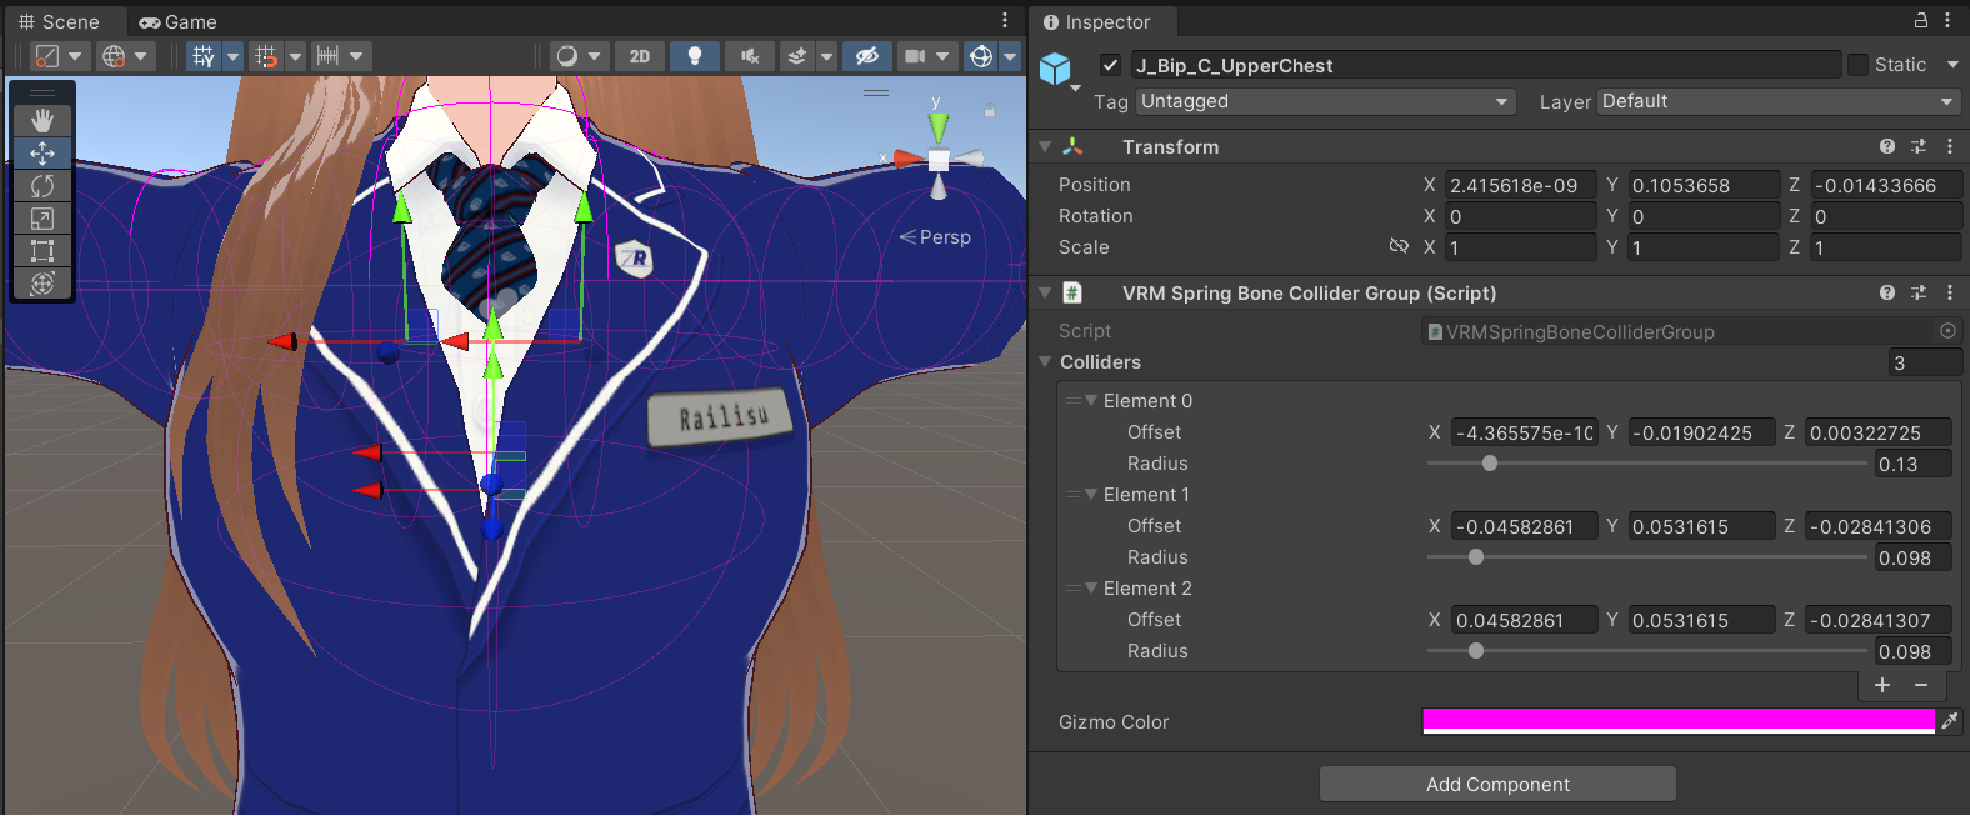 Scene
Game
2D
y
x
Persp
R
Railisu
Inspector
J_Bip_C_UpperChest
Static
Tag Untagged Layer Default
Transform
Position X 2.415618e-09 Y 0.1053658 Z -0.01433666
Rotation X 0 Y 0 Z 0
Scale X 1 Y 1 Z 1
# VRM Spring Bone Collider Group (Script)
Script VRMSpringBoneColliderGroup
Colliders 3
Element 0
Offset X -4.365575e-10 Y -0.01902425 Z 0.00322725
Radius 0.13
Element 1
Offset X -0.04582861 Y 0.0531615 Z -0.02841306
Radius 0.098
Element 2
Offset X 0.04582861 Y 0.0531615 Z -0.02841307
Radius 0.098
+ −
Gizmo Color
Add Component